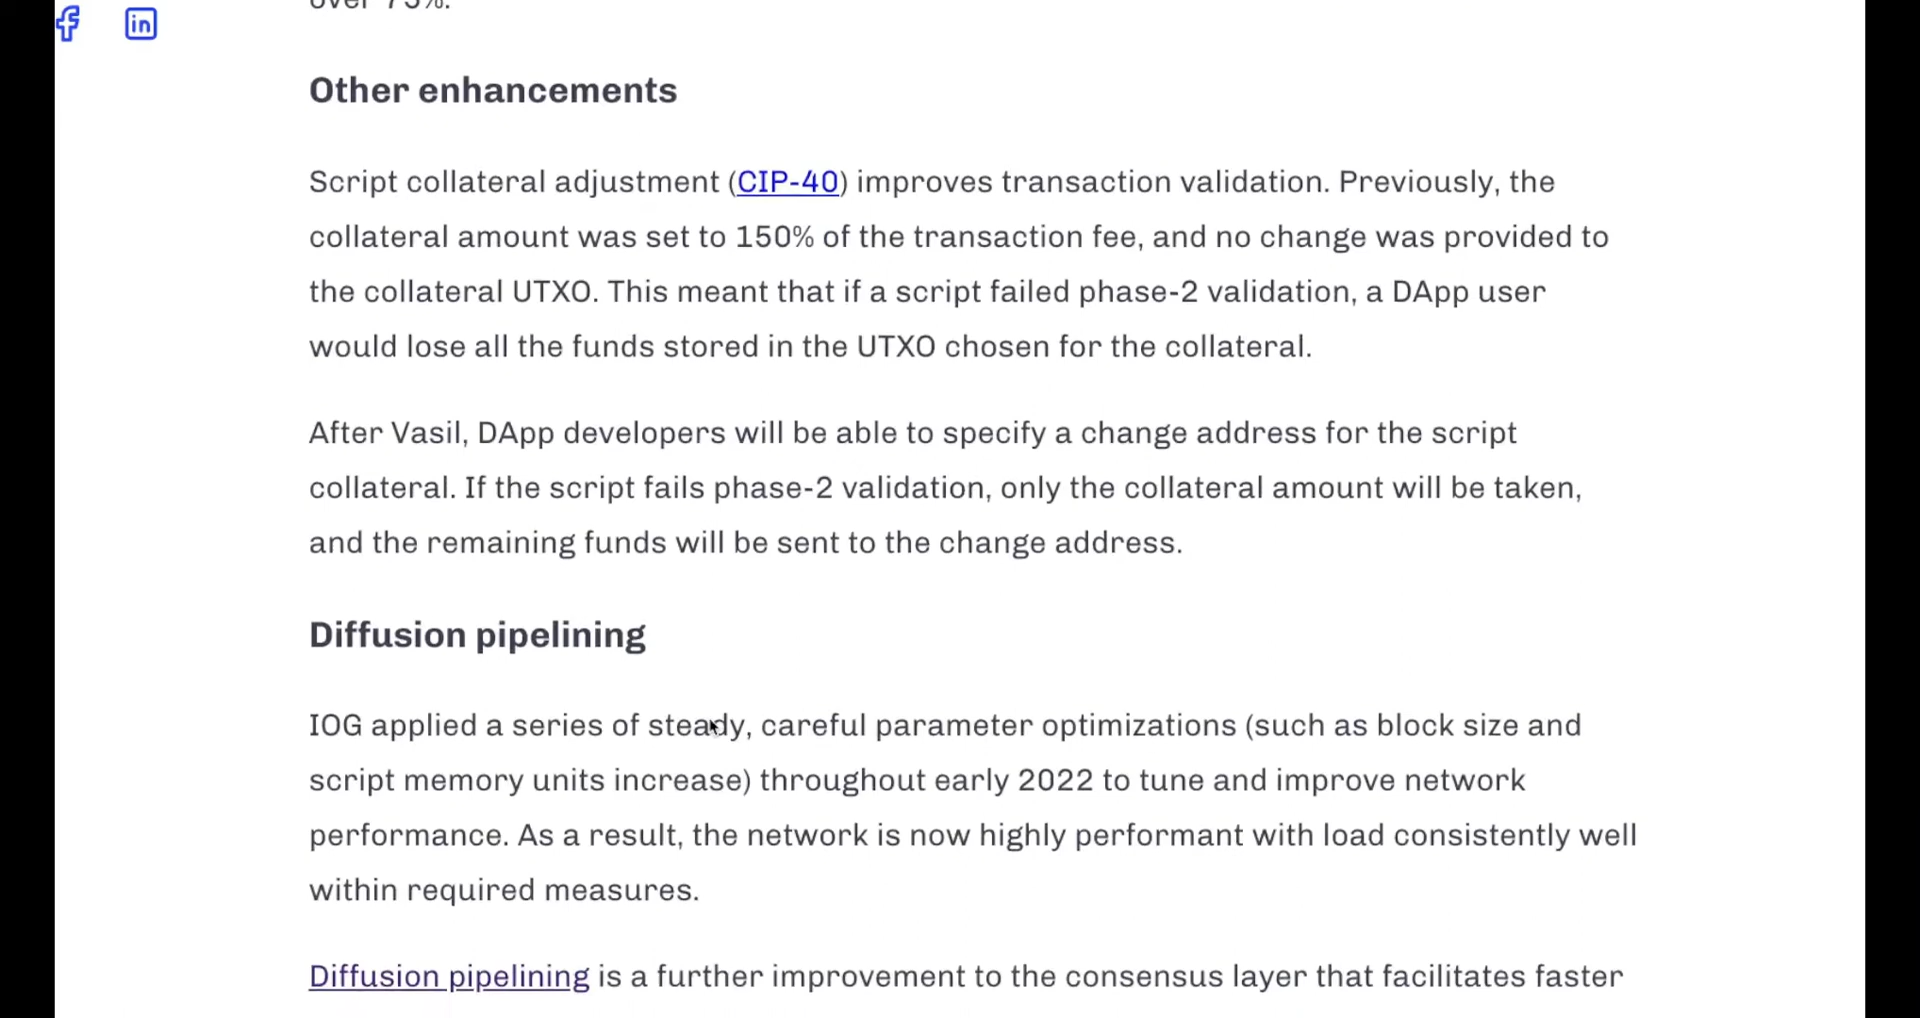 over 75%.
Other enhancements
Script collateral adjustment (CIP-40) improves transaction validation. Previously, the
collateral amount was set to 150% of the transaction fee, and no change was provided to
the collateral UTXO. This meant that if a script failed phase-2 validation, a DApp user
would lose all the funds stored in the UTXO chosen for the collateral.
After Vasil, DApp developers will be able to specify a change address for the script
collateral. If the script fails phase-2 validation, only the collateral amount will be taken,
and the remaining funds will be sent to the change address.
Diffusion pipelining
IOG applied a series of steady, careful parameter optimizations (such as block size and
script memory units increase) throughout early 2022 to tune and improve network
performance. As a result, the network is now highly performant with load consistently well
within required measures.
Diffusion pipelining is a further improvement to the consensus layer that facilitates faster